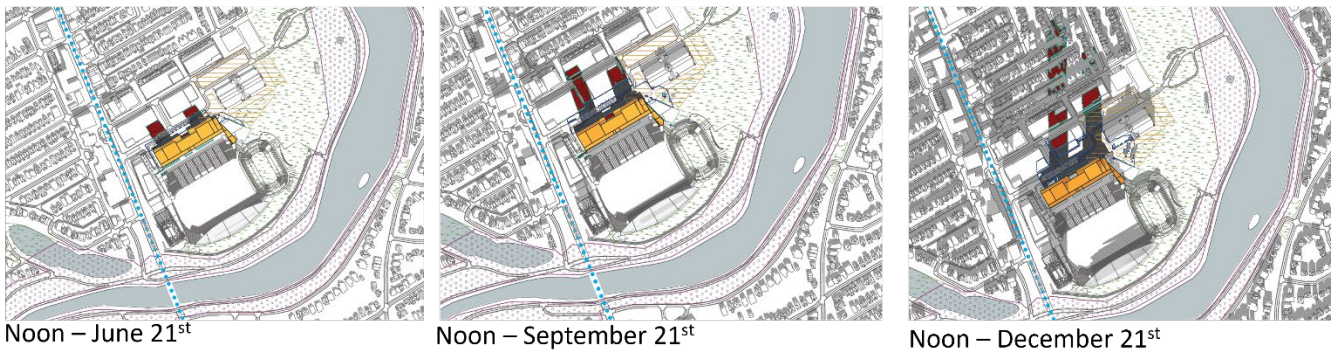 Noon – June 21st
Noon – September 21st
Noon – December 21st